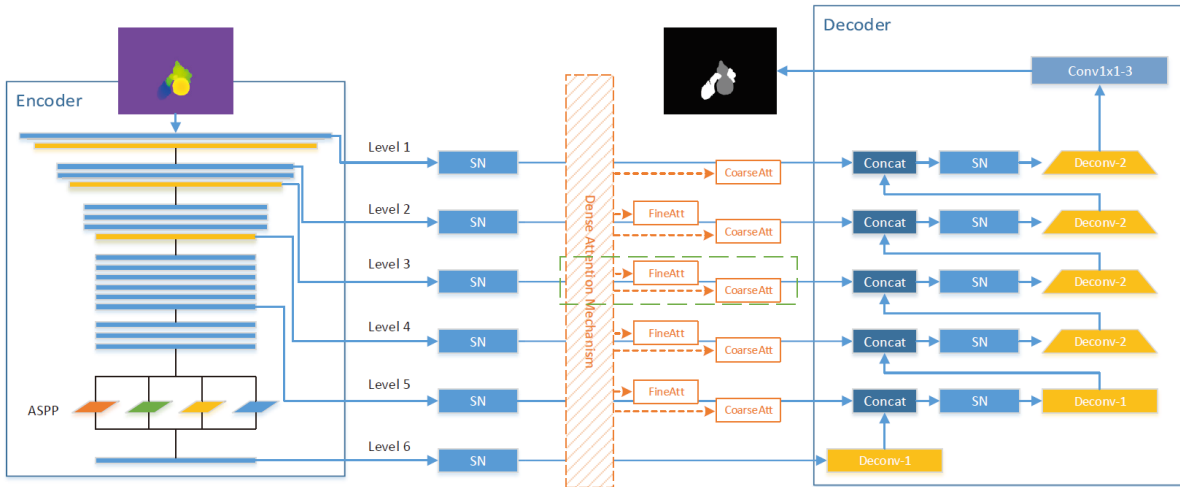 Decoder
Conv1x1-3
Encoder
Level 1
SN
Concat
SN
Deconv-2
CoarseAtt
Level 2
SN
FineAtt
CoarseAtt
Concat
SN
Deconv-2
Level 3
SN
FineAtt
CoarseAtt
Concat
SN
Deconv-2
Dense Attention Mechanism
Level 4
SN
FineAtt
CoarseAtt
Concat
SN
Deconv-2
Level 5
ASPP
SN
FineAtt
CoarseAtt
Concat
SN
Deconv-1
Level 6
SN
Deconv-1